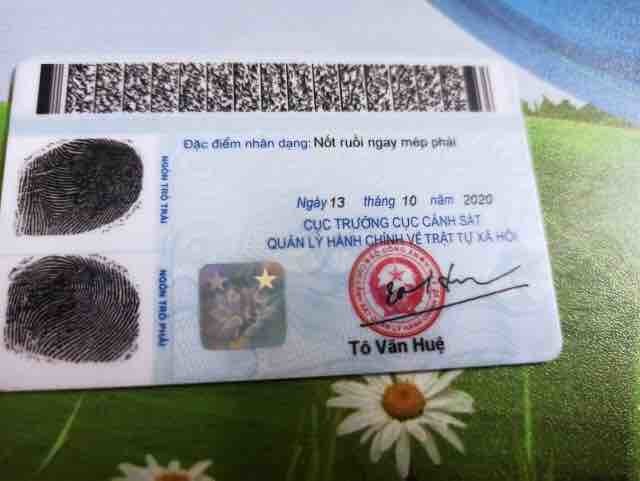 Đặc điểm nhân dạng: Nốt ruồi ngay mép phải
NGÓN TRỎ TRÁI
Ngày 13 tháng 10 năm 2020
CỤC TRƯỞNG CỤC CẢNH SÁT
QUẢN LÝ HÀNH CHÍNH VỀ TRẬT TỰ XÃ HỘI
NGÓN TRỎ PHẢI
Tô Văn Huệ